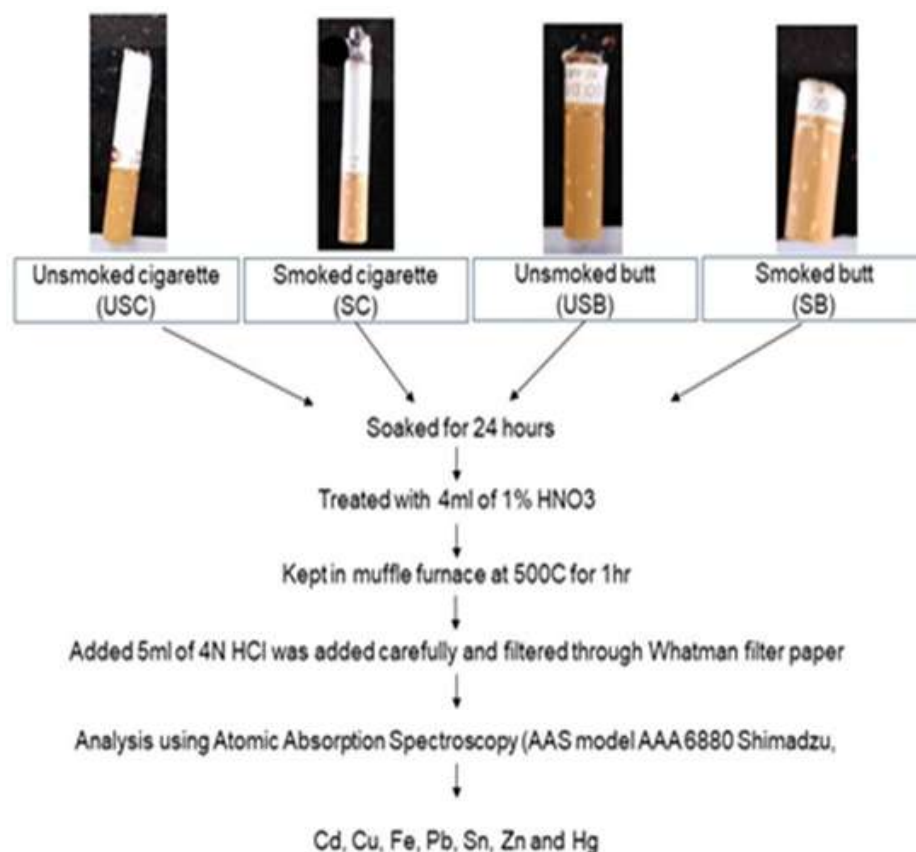 Unsmoked cigarette
(USC)
Smoked cigarette
(SC)
Unsmoked butt
(USB)
Smoked butt
(SB)
Soaked for 24 hours
Treated with 4ml of 1% HNO3
Kept in muffle furnace at 500C for 1hr
Added 5ml of 4N HCl was added carefully and filtered through Whatman filter paper
Analysis using Atomic Absorption Spectroscopy (AAS model AAA 6880 Shimadzu,
Cd, Cu, Fe, Pb, Sn, Zn and Hg